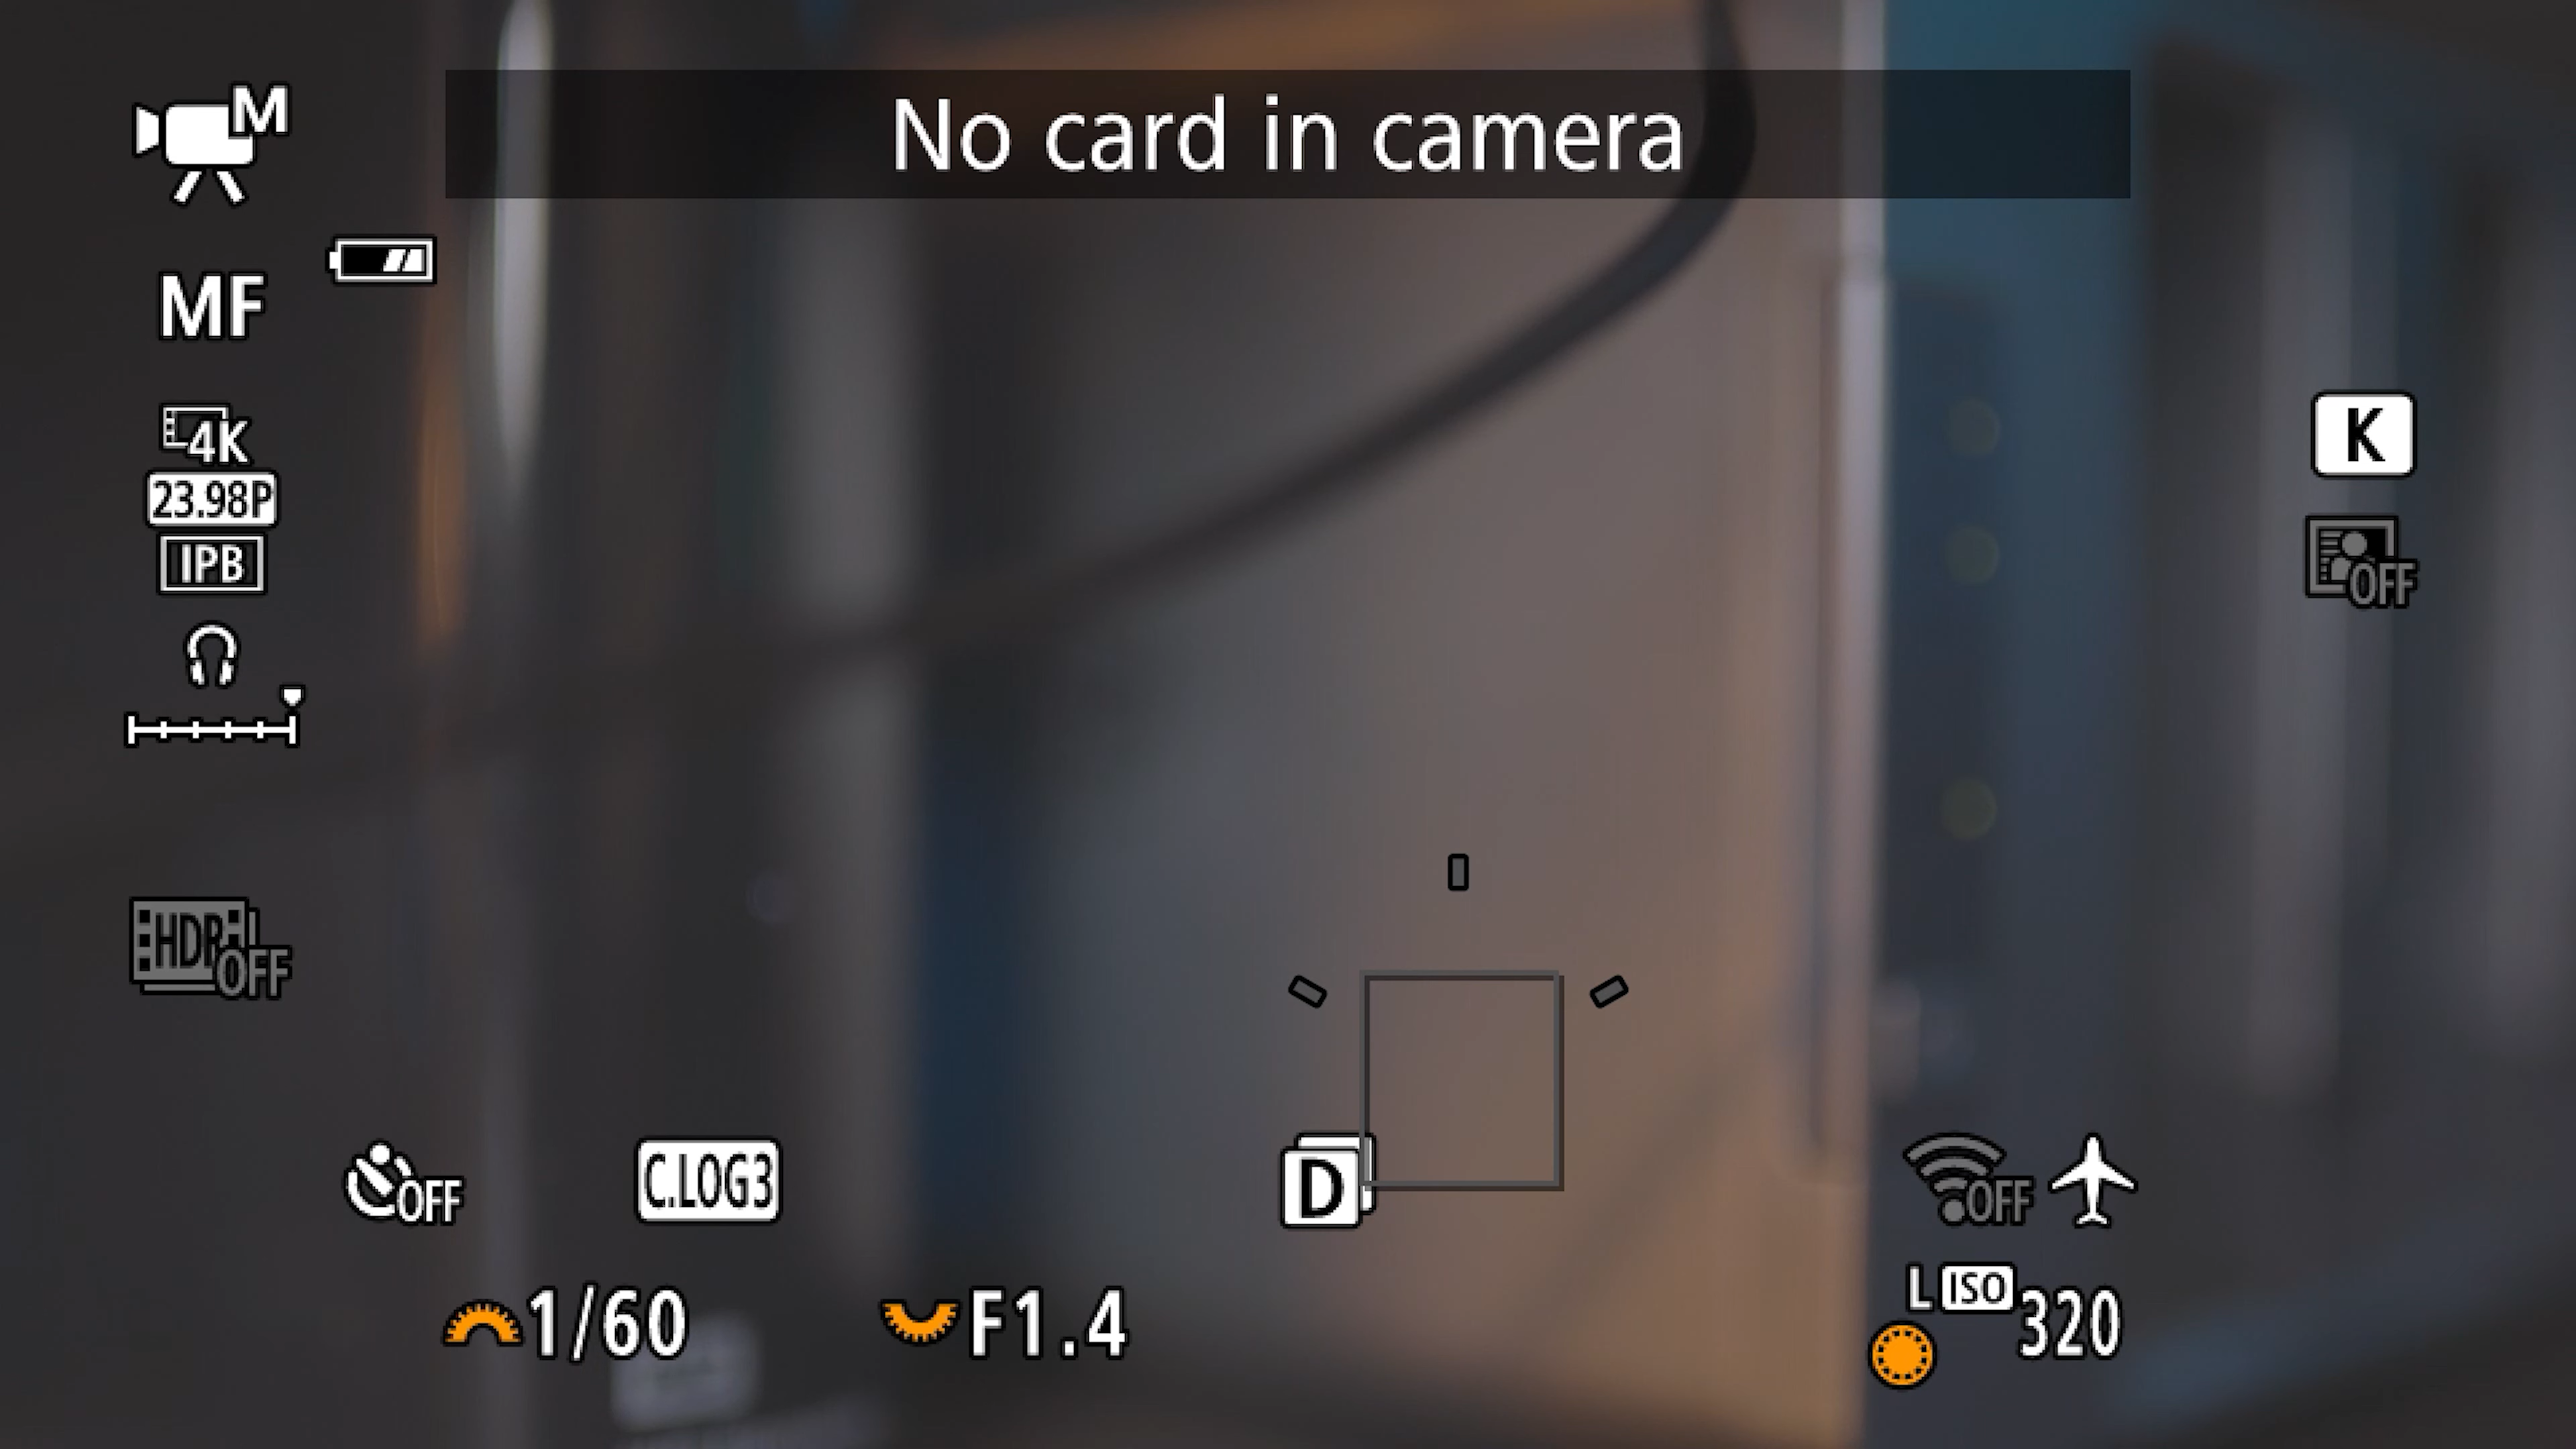 No card in camera
M
MF
4K
23.98P
IPB
K
OFF
HDR OFF
OFF
C.LOG3
D
OFF
1/60
F1.4
L ISO 320